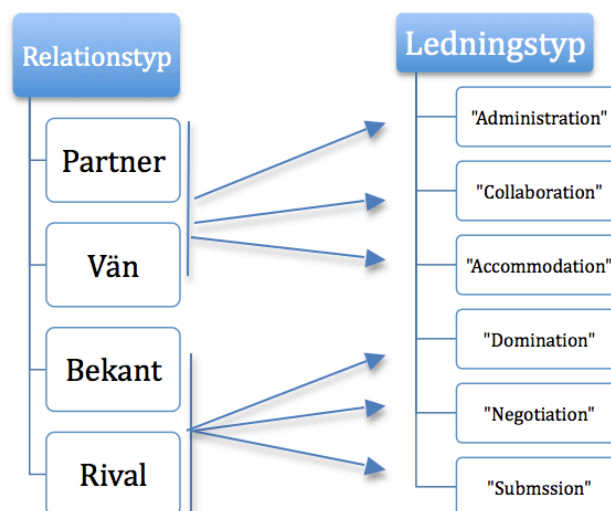 Relationstyp
Partner
Vän
Bekant
Rival
Ledningstyp
"Administration"
"Collaboration"
"Accommodation"
"Domination"
"Negotiation"
"Submssion"